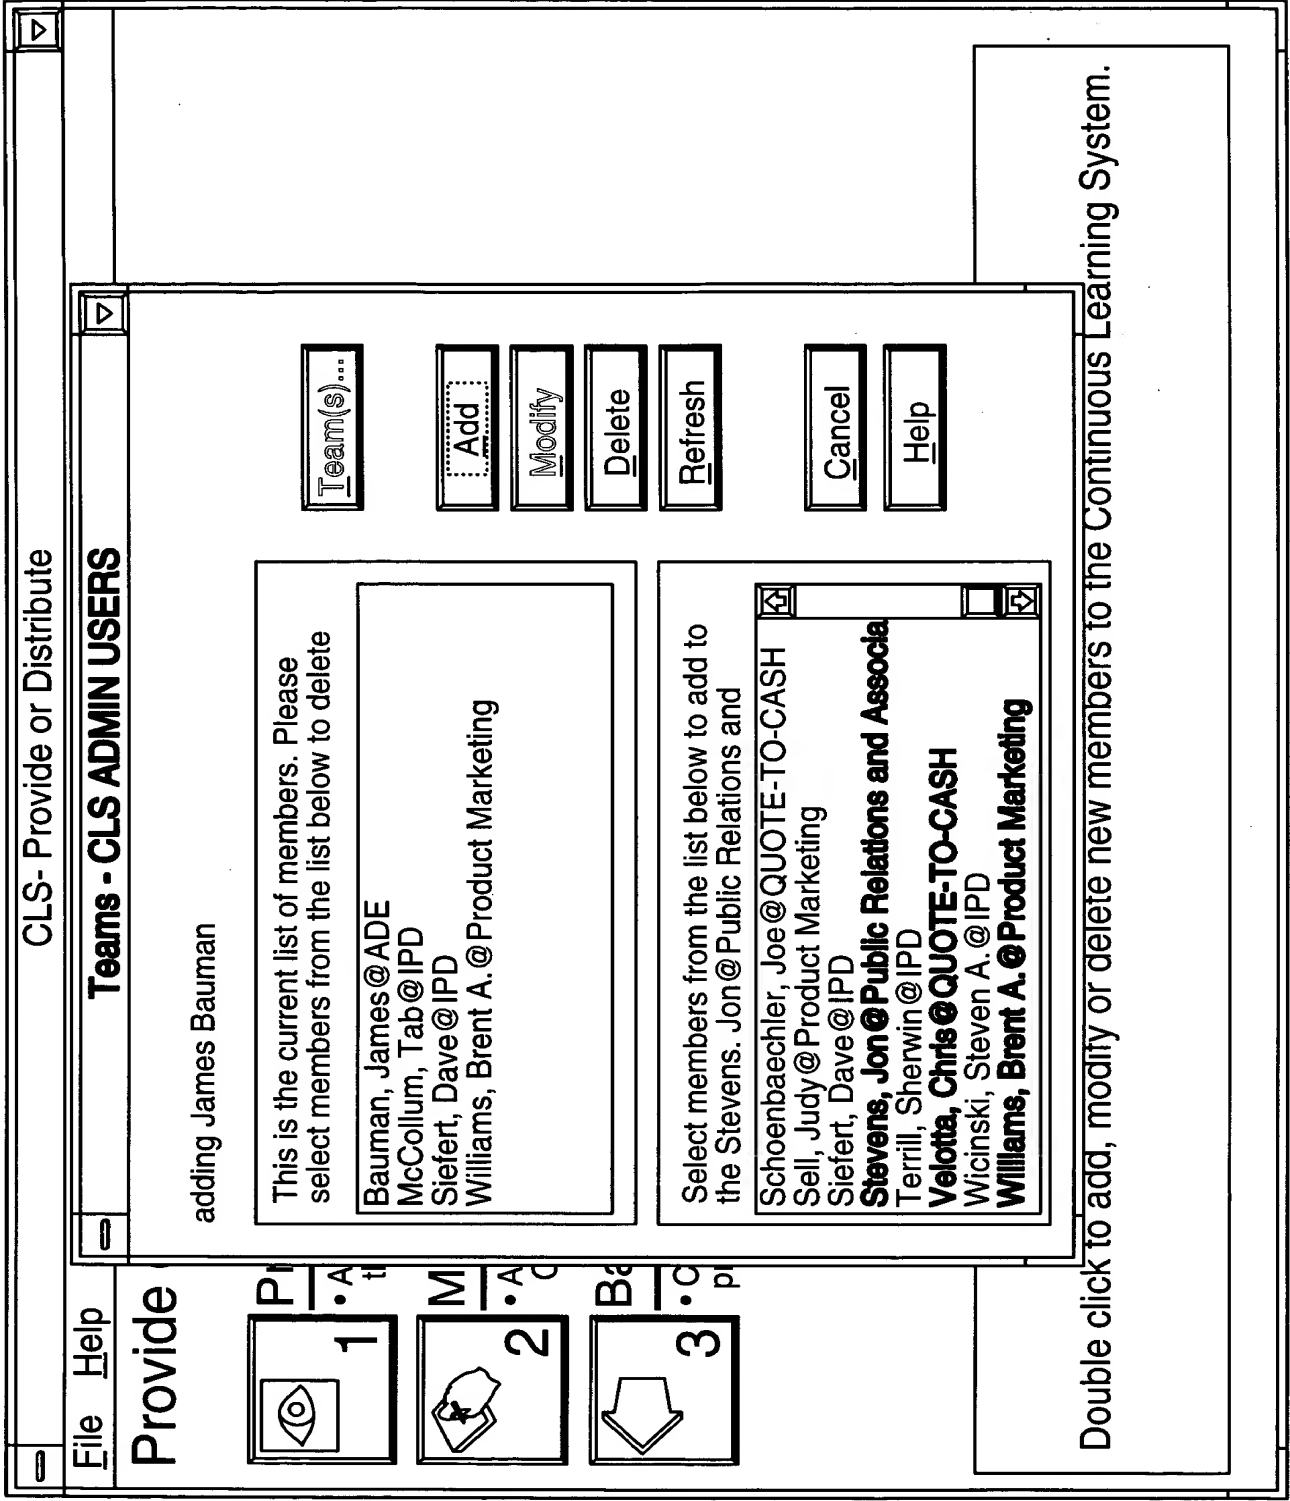 CLS- Provide or Distribute
File Help
Provide
Teams - CLS ADMIN USERS
adding James Bauman
This is the current list of members. Please
select members from the list below to delete
Bauman, James@ADE
McCollum, Tab@IPD
Siefert, Dave@IPD
Williams, Brent A.@Product Marketing
Select members from the list below to add to
the Stevens. Jon@Public Relations and
Schoenbaechler, Joe@QUOTE-TO-CASH
Sell, Judy@Product Marketing
Siefert, Dave@IPD
Stevens, Jon@Public Relations and Associa
Terrill, Sherwin@IPD
Velotta, Chris@QUOTE-TO-CASH
Wicinski, Steven A.@IPD
Williams, Brent A.@Product Marketing
Team(s)...
Add
Modify
Delete
Refresh
Cancel
Help
1
2
3
Double click to add, modify or delete new members to the Continuous Learning System.